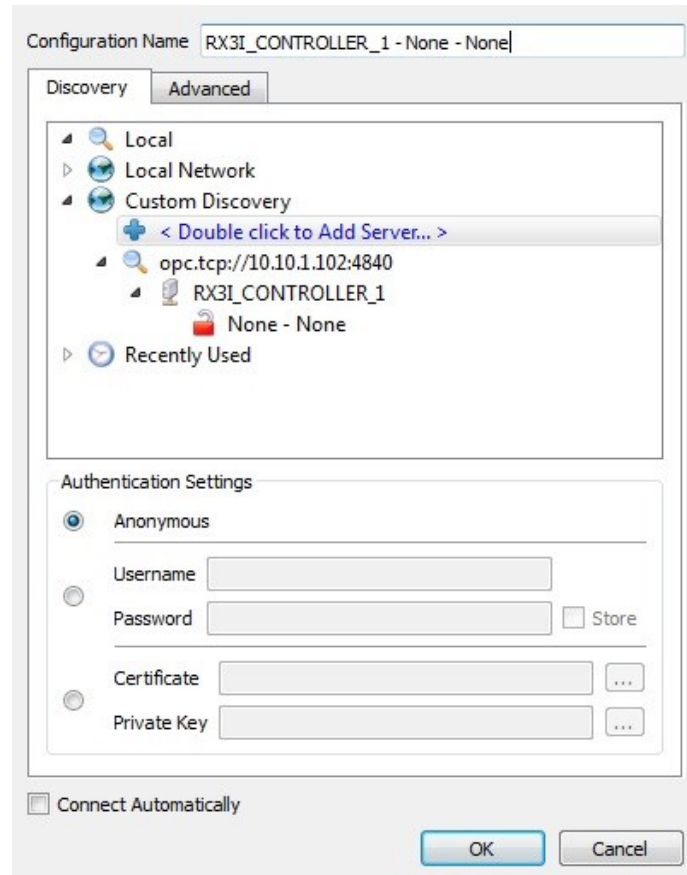 Configuration Name RX3I_CONTROLLER_1 - None - None
Discovery Advanced
Local
Local Network
Custom Discovery
< Double click to Add Server... >
opc.tcp://10.10.1.102:4840
RX3I_CONTROLLER_1
None - None
Recently Used
Authentication Settings
Anonymous
Username
Password Store
Certificate ...
Private Key ...
Connect Automatically
OK Cancel